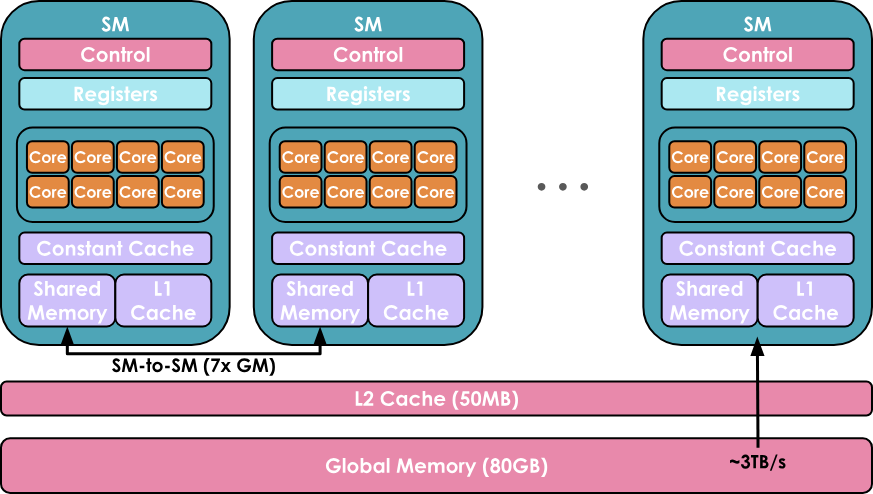 SM
Control
Registers
Core Core Core Core
Core Core Core Core
Constant Cache
Shared Memory
L1 Cache
SM
Control
Registers
Core Core Core Core
Core Core Core Core
Constant Cache
Shared Memory
L1 Cache
SM
Control
Registers
Core Core Core Core
Core Core Core Core
Constant Cache
Shared Memory
L1 Cache
SM-to-SM (7x GM)
L2 Cache (50MB)
Global Memory (80GB)
~3TB/s